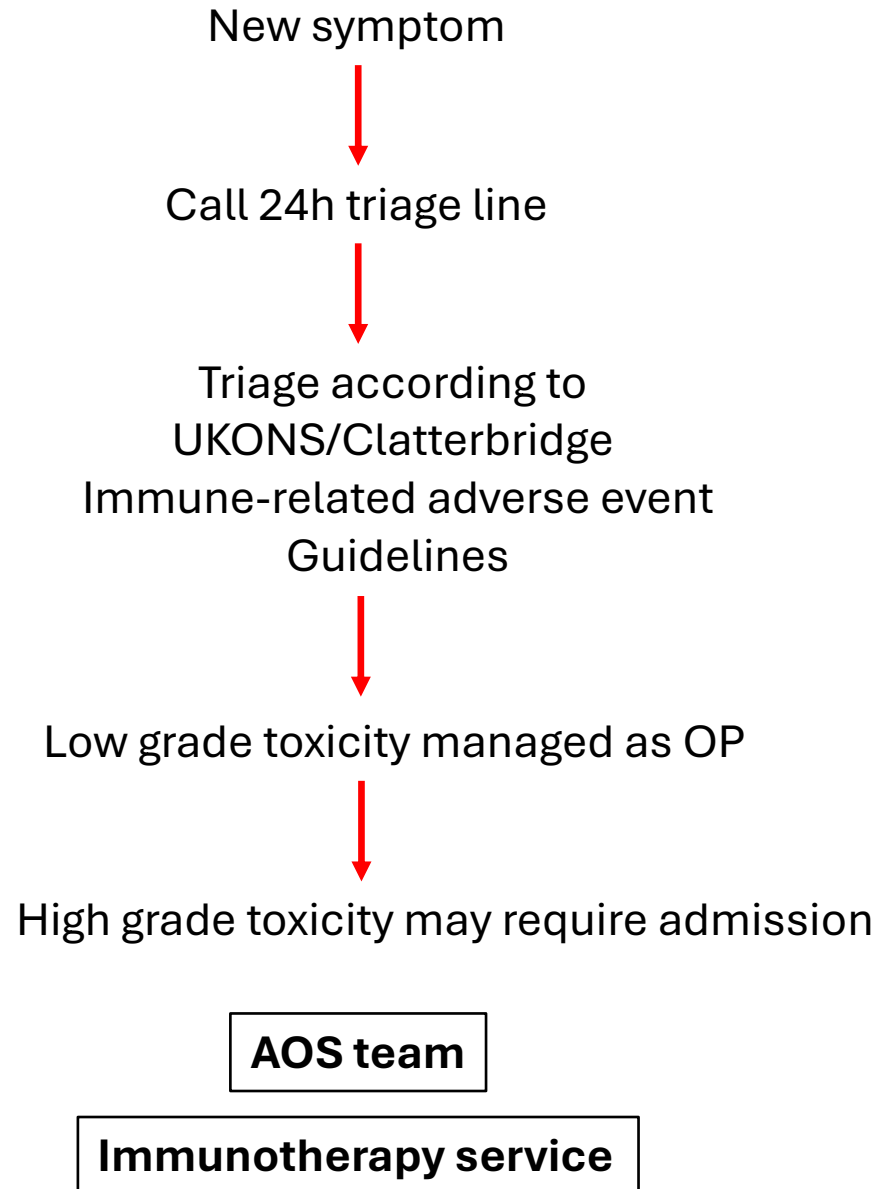 New symptom
Call 24h triage line
Triage according to
UKONS/Clatterbridge
Immune-related adverse event
Guidelines
Low grade toxicity managed as OP
High grade toxicity may require admission
AOS team
Immunotherapy service